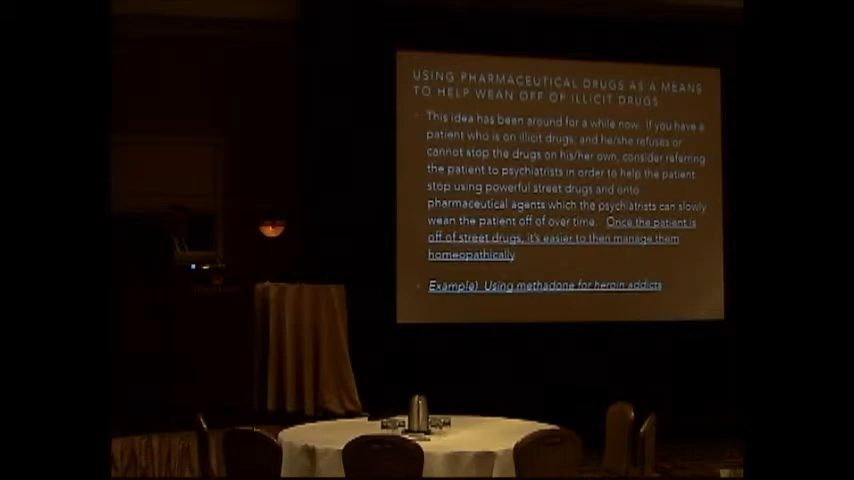 USING PHARMACEUTICAL DRUGS AS A MEANS
TO HELP WEAN OFF OF ILLICIT DRUGS
This idea has been around for a while now. If you have a
patient who is on illicit drugs, and he/she refuses or
cannot stop the drugs on his/her own, consider referring
the patient to psychiatrists in order to help the patient
stop using powerful street drugs and onto
pharmaceutical agents which the psychiatrists can slowly
wean the patient off of over time. Once the patient is
off of street drugs, it's easier to then manage them
homeopathically
Example) Using methadone for heroin addicts